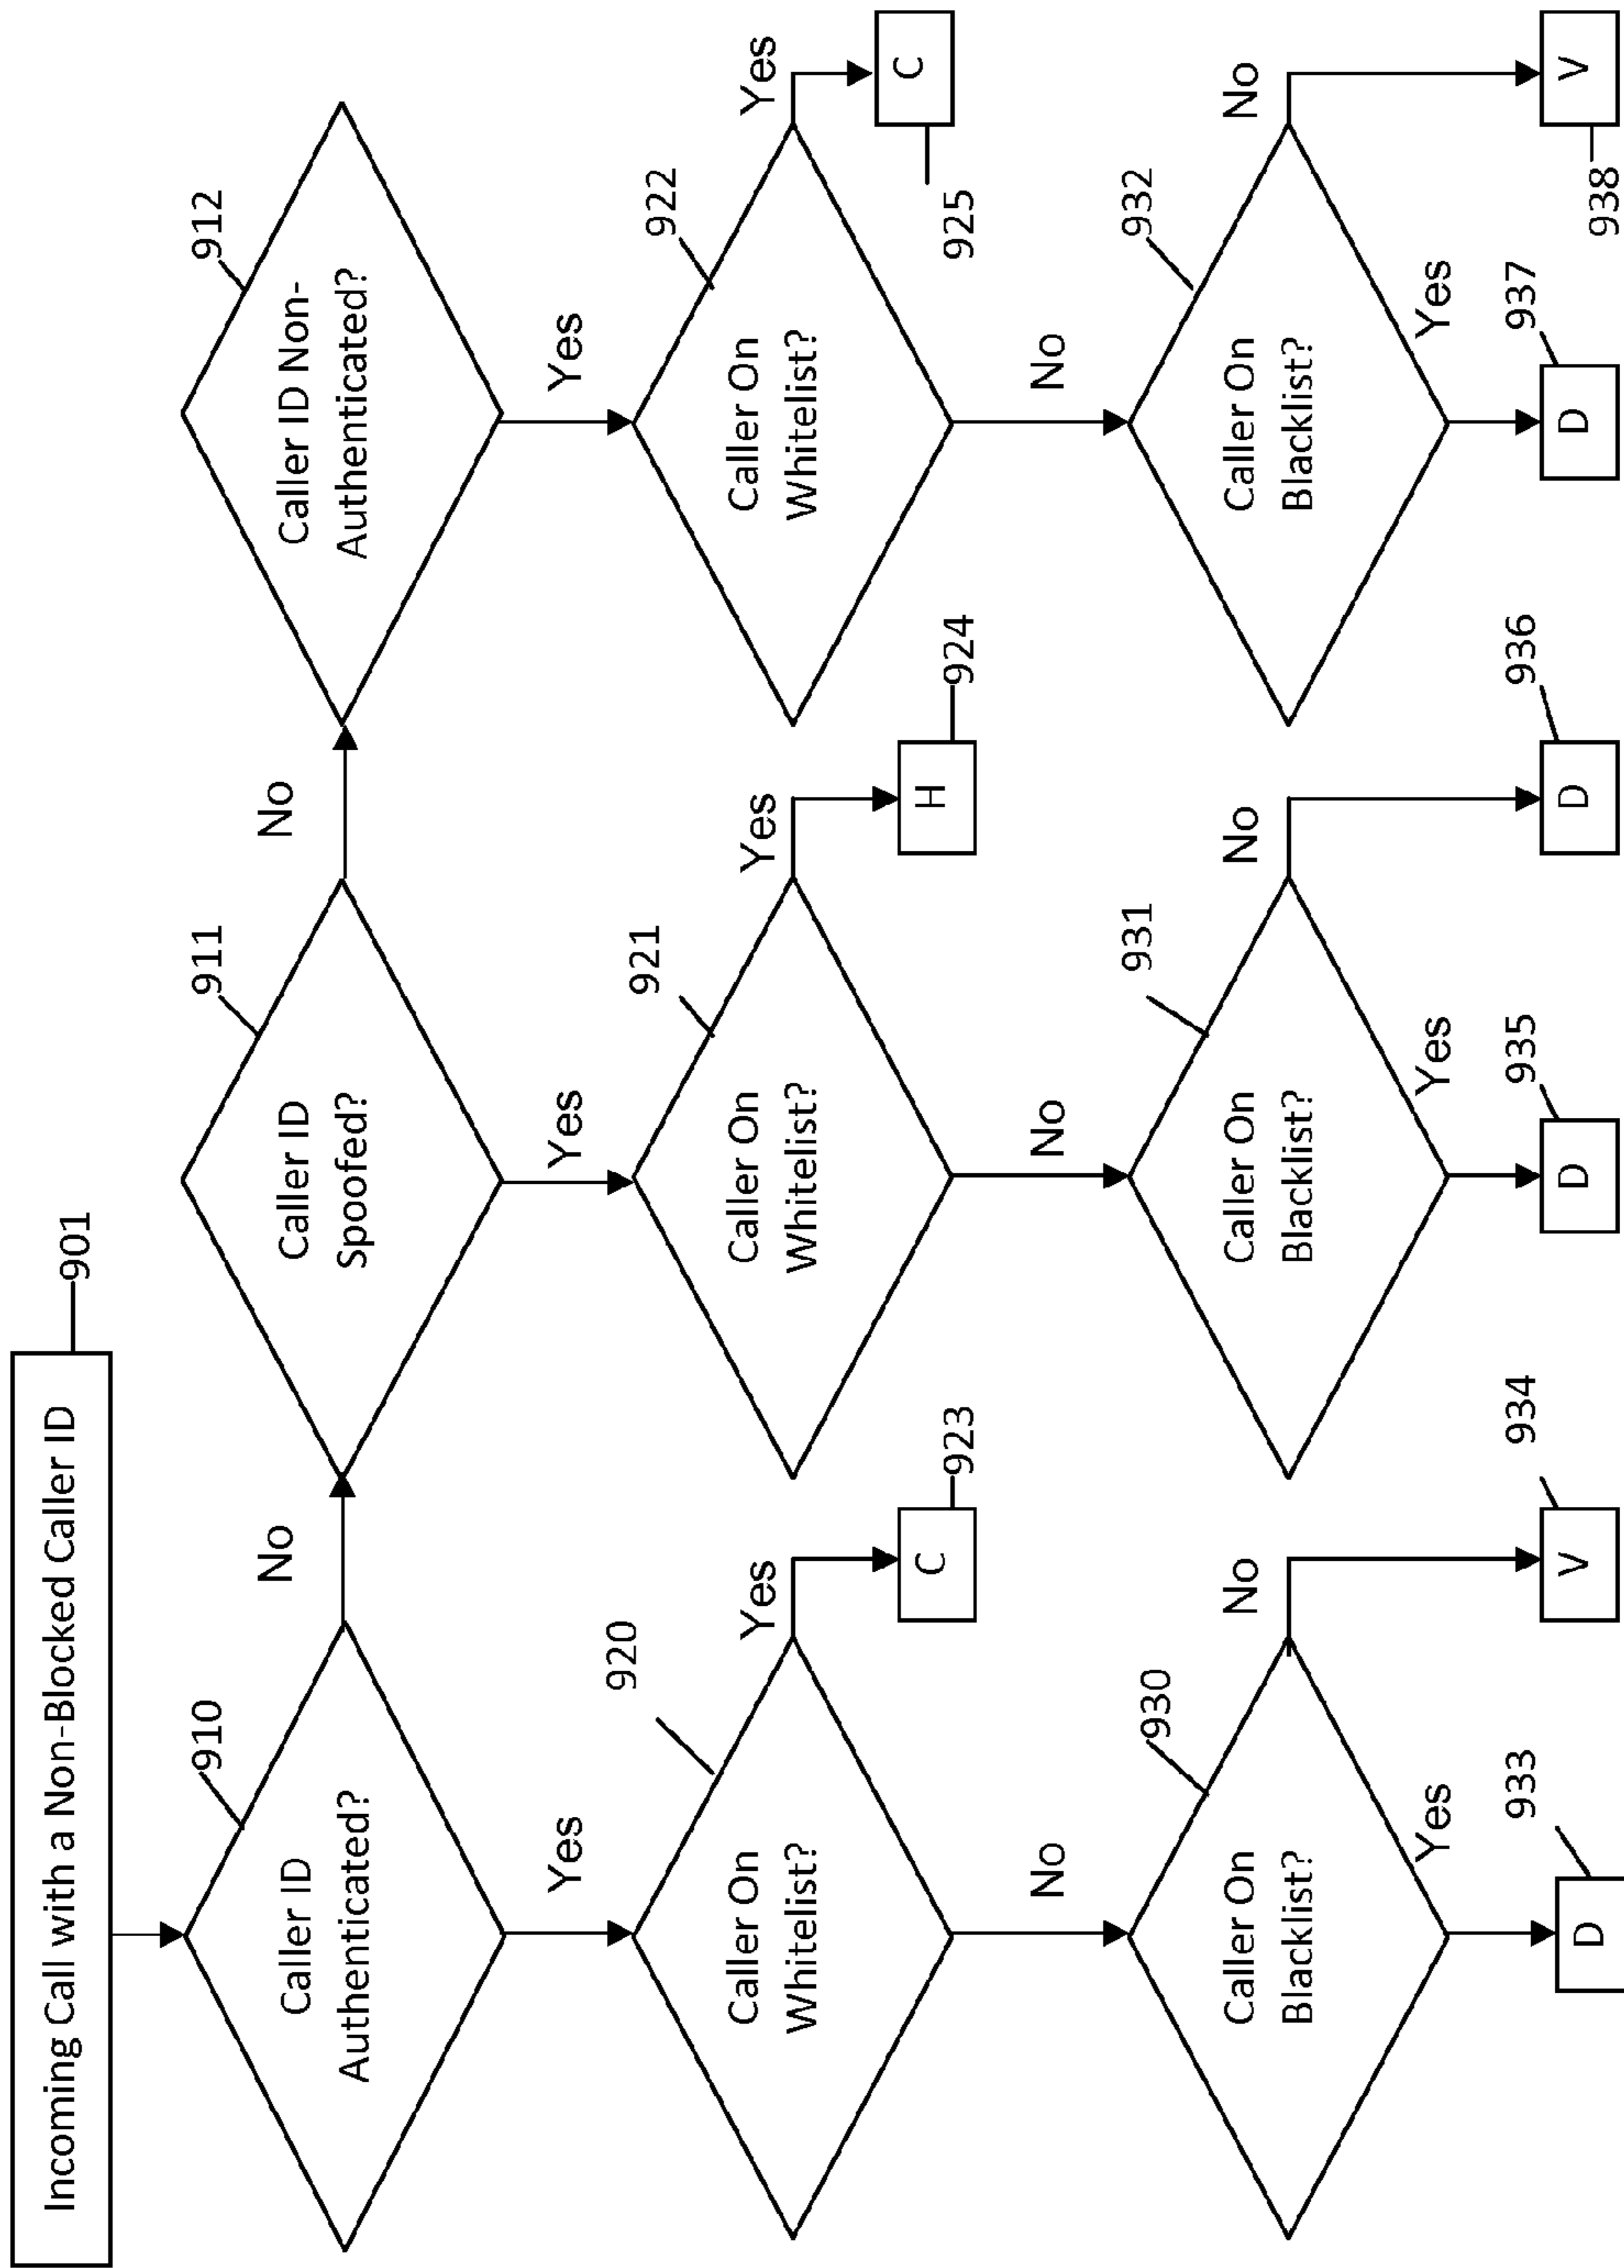 Incoming Call with a Non-Blocked Caller ID
901
910
Caller ID
Authenticated?
No
911
Caller ID
Spoofed?
No
912
Caller ID Non-
Authenticated?
Yes
Yes
Yes
920
Caller On
Whitelist?
Yes
C
923
921
Caller On
Whitelist?
Yes
H
924
922
Caller On
Whitelist?
Yes
C
925
No
No
No
930
Caller On
Blacklist?
No
931
Caller On
Blacklist?
No
932
Caller On
Blacklist?
No
Yes
933
D
934
V
Yes
935
D
936
D
Yes
937
D
V
938